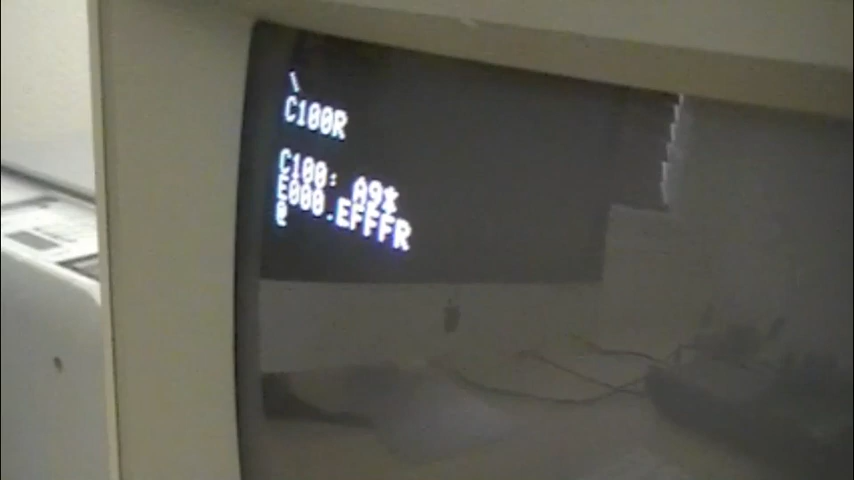 \
C100R
C100: A9*
E000.EFFFR
@